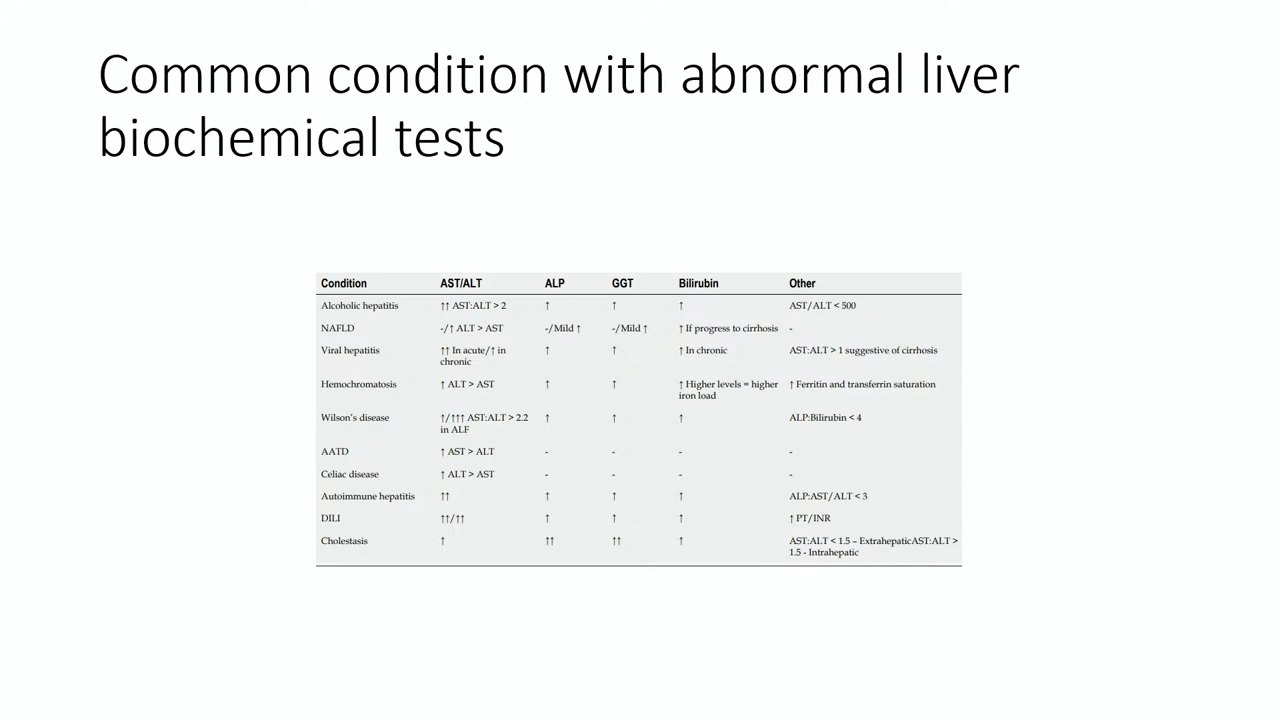 Common condition with abnormal liver
biochemical tests
Condition AST/ALT ALP GGT Bilirubin Other
Alcoholic hepatitis ↑↑ AST:ALT > 2 ↑ ↑ ↑ AST/ALT < 500
NAFLD -/↑ ALT > AST -/Mild ↑ -/Mild ↑ ↑ If progress to cirrhosis -
Viral hepatitis ↑↑ In acute/↑ in ↑ ↑ ↑ In chronic AST:ALT > 1 suggestive of cirrhosis
chronic
Hemochromatosis ↑ ALT > AST ↑ ↑ ↑ Higher levels = higher ↑ Ferritin and transferrin saturation
iron load
Wilson's disease ↑/↑↑↑ AST:ALT > 2.2 ↑ ↑ ↑ ALP:Bilirubin < 4
in ALF
AATD ↑ AST > ALT - - - -
Celiac disease ↑ ALT > AST - - - -
Autoimmune hepatitis ↑↑ ↑ ↑ ↑ ALP:AST/ALT < 3
DILI ↑↑/↑↑ ↑ ↑ ↑ ↑ PT/INR
Cholestasis ↑ ↑↑ ↑↑ ↑ AST:ALT < 1.5 – ExtrahepaticAST:ALT >
1.5 - Intrahepatic